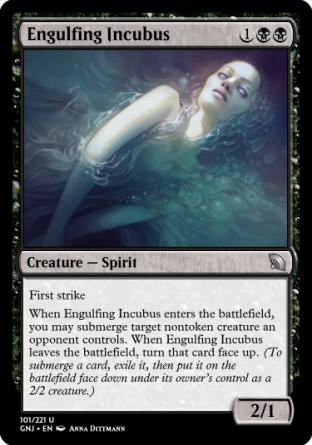 Engulfing Incubus 1
Creature — Spirit
First strike
When Engulfing Incubus enters the battlefield,
you may submerge target nontoken creature an
opponent controls. When Engulfing Incubus
leaves the battlefield, turn that card face up. (To
submerge a card, exile it, then put it on the
battlefield face down under its owner's control as a
2/2 creature.)
2/1
101/221 U
GNJ • EN Anna Dittmann